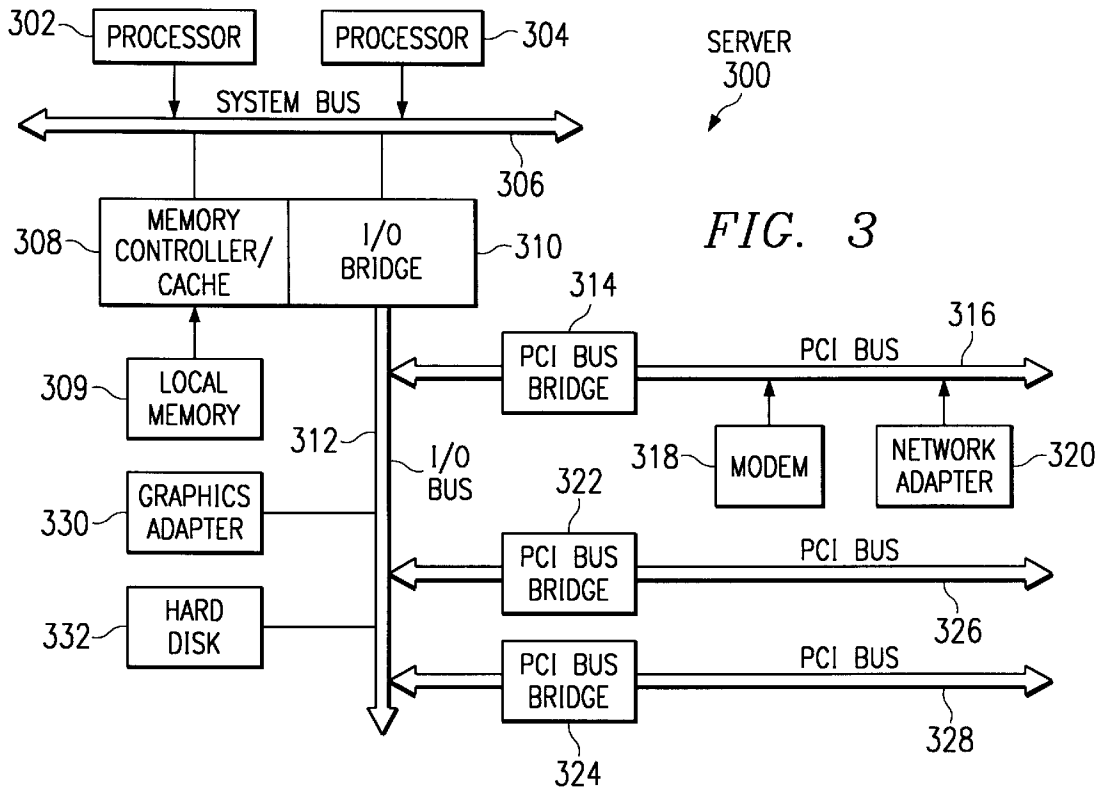 302
PROCESSOR
PROCESSOR
304
SERVER
300
SYSTEM BUS
306
308
MEMORY
CONTROLLER/
CACHE
I/O
BRIDGE
310
FIG. 3
314
PCI BUS
BRIDGE
PCI BUS
316
309
LOCAL
MEMORY
312
I/O
BUS
318
MODEM
NETWORK
ADAPTER
320
330
GRAPHICS
ADAPTER
322
PCI BUS
BRIDGE
PCI BUS
326
332
HARD
DISK
PCI BUS
BRIDGE
324
PCI BUS
328